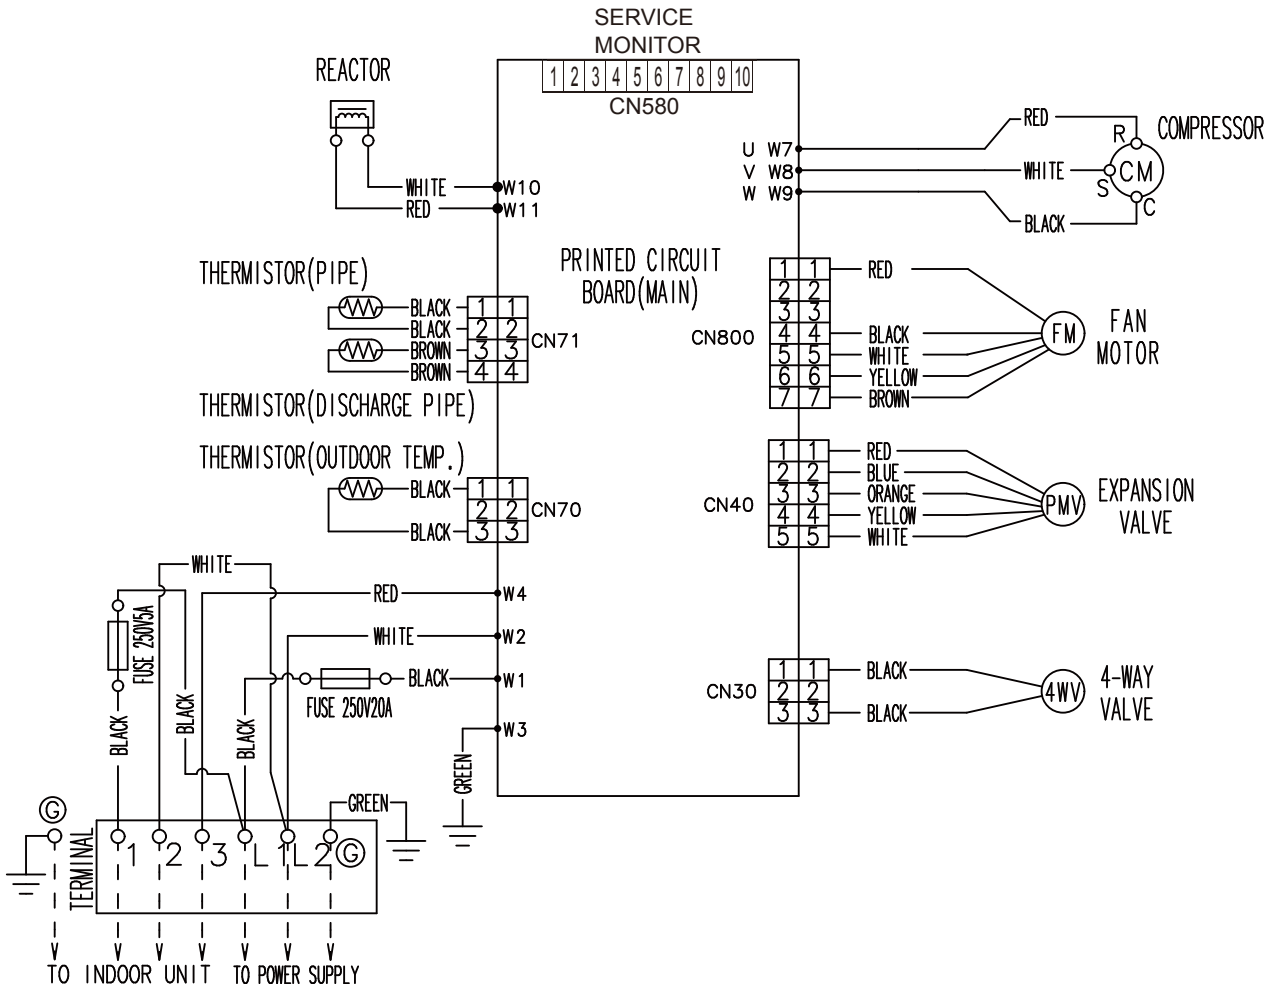 SERVICE
MONITOR
1 2 3 4 5 6 7 8 9 10
CN580
REACTOR
WHITE W10
RED W11
U W7 RED R
V W8 WHITE S CM
W W9 BLACK C
COMPRESSOR
PRINTED CIRCUIT
BOARD(MAIN)
THERMISTOR(PIPE)
BLACK 1 1
BLACK 2 2
BROWN 3 3
BROWN 4 4
CN71
THERMISTOR(DISCHARGE PIPE)
THERMISTOR(OUTDOOR TEMP.)
BLACK 1 1
2 2
BLACK 3 3
CN70
CN800
1 1 RED
2 2
3 3
4 4 BLACK
5 5 WHITE
6 6 YELLOW
7 7 BROWN
FM
FAN
MOTOR
CN40
1 1 RED
2 2 BLUE
3 3 ORANGE
4 4 YELLOW
5 5 WHITE
PMV
EXPANSION
VALVE
CN30
1 1 BLACK
2 2
3 3 BLACK
4WV
4-WAY
VALVE
WHITE
RED W4
WHITE W2
BLACK W1
FUSE 250V20A
W3
GREEN
FUSE 250V5A
BLACK
BLACK
BLACK
GREEN
G
TERMINAL
1 2 3 L1 L2 G
TO INDOOR UNIT
TO POWER SUPPLY